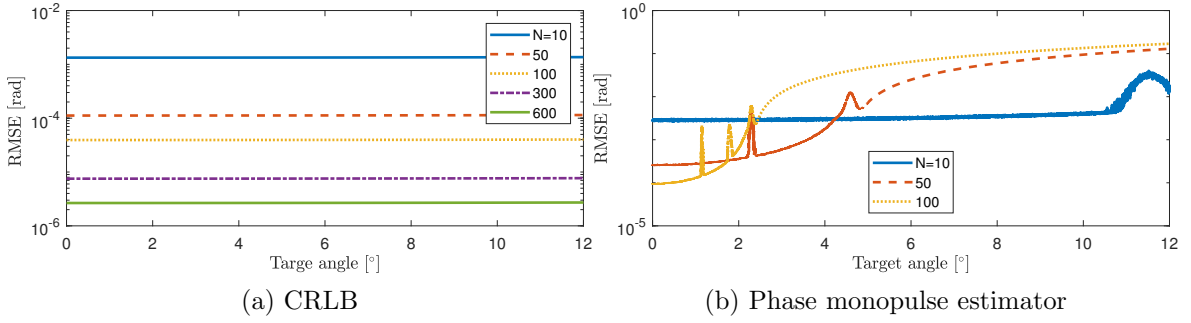 10^-2
10^-4
10^-6
RMSE [rad]
N=10
50
100
300
600
0 2 4 6 8 10 12
Targe angle [°]
(a) CRLB
10^0
10^-5
RMSE [rad]
N=10
50
100
0 2 4 6 8 10 12
Target angle [°]
(b) Phase monopulse estimator